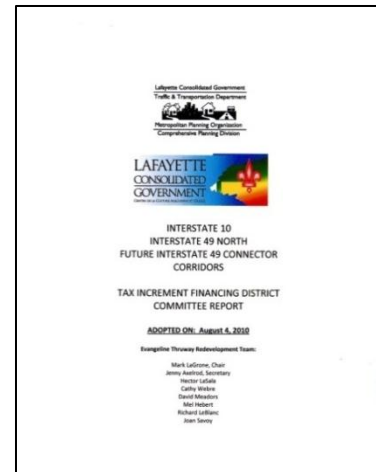 Lafayette Consolidated Government
Traffic & Transportation Department
Metropolitan Planning Organization
Comprehensive Planning Division
LAFAYETTE
CONSOLIDATED
GOVERNMENT
INTERSTATE 10
INTERSTATE 49 NORTH
FUTURE INTERSTATE 49 CONNECTOR
CORRIDORS
TAX INCREMENT FINANCING DISTRICT
COMMITTEE REPORT
ADOPTED ON: August 4, 2010
Evangeline Thruway Redevelopment Team:
Mark LeGrone, Chair
Jenny Axelrod, Secretary
Hector LaSala
Cathy Webre
David Meadors
Mel Hebert
Richard LeBlanc
Joan Savoy